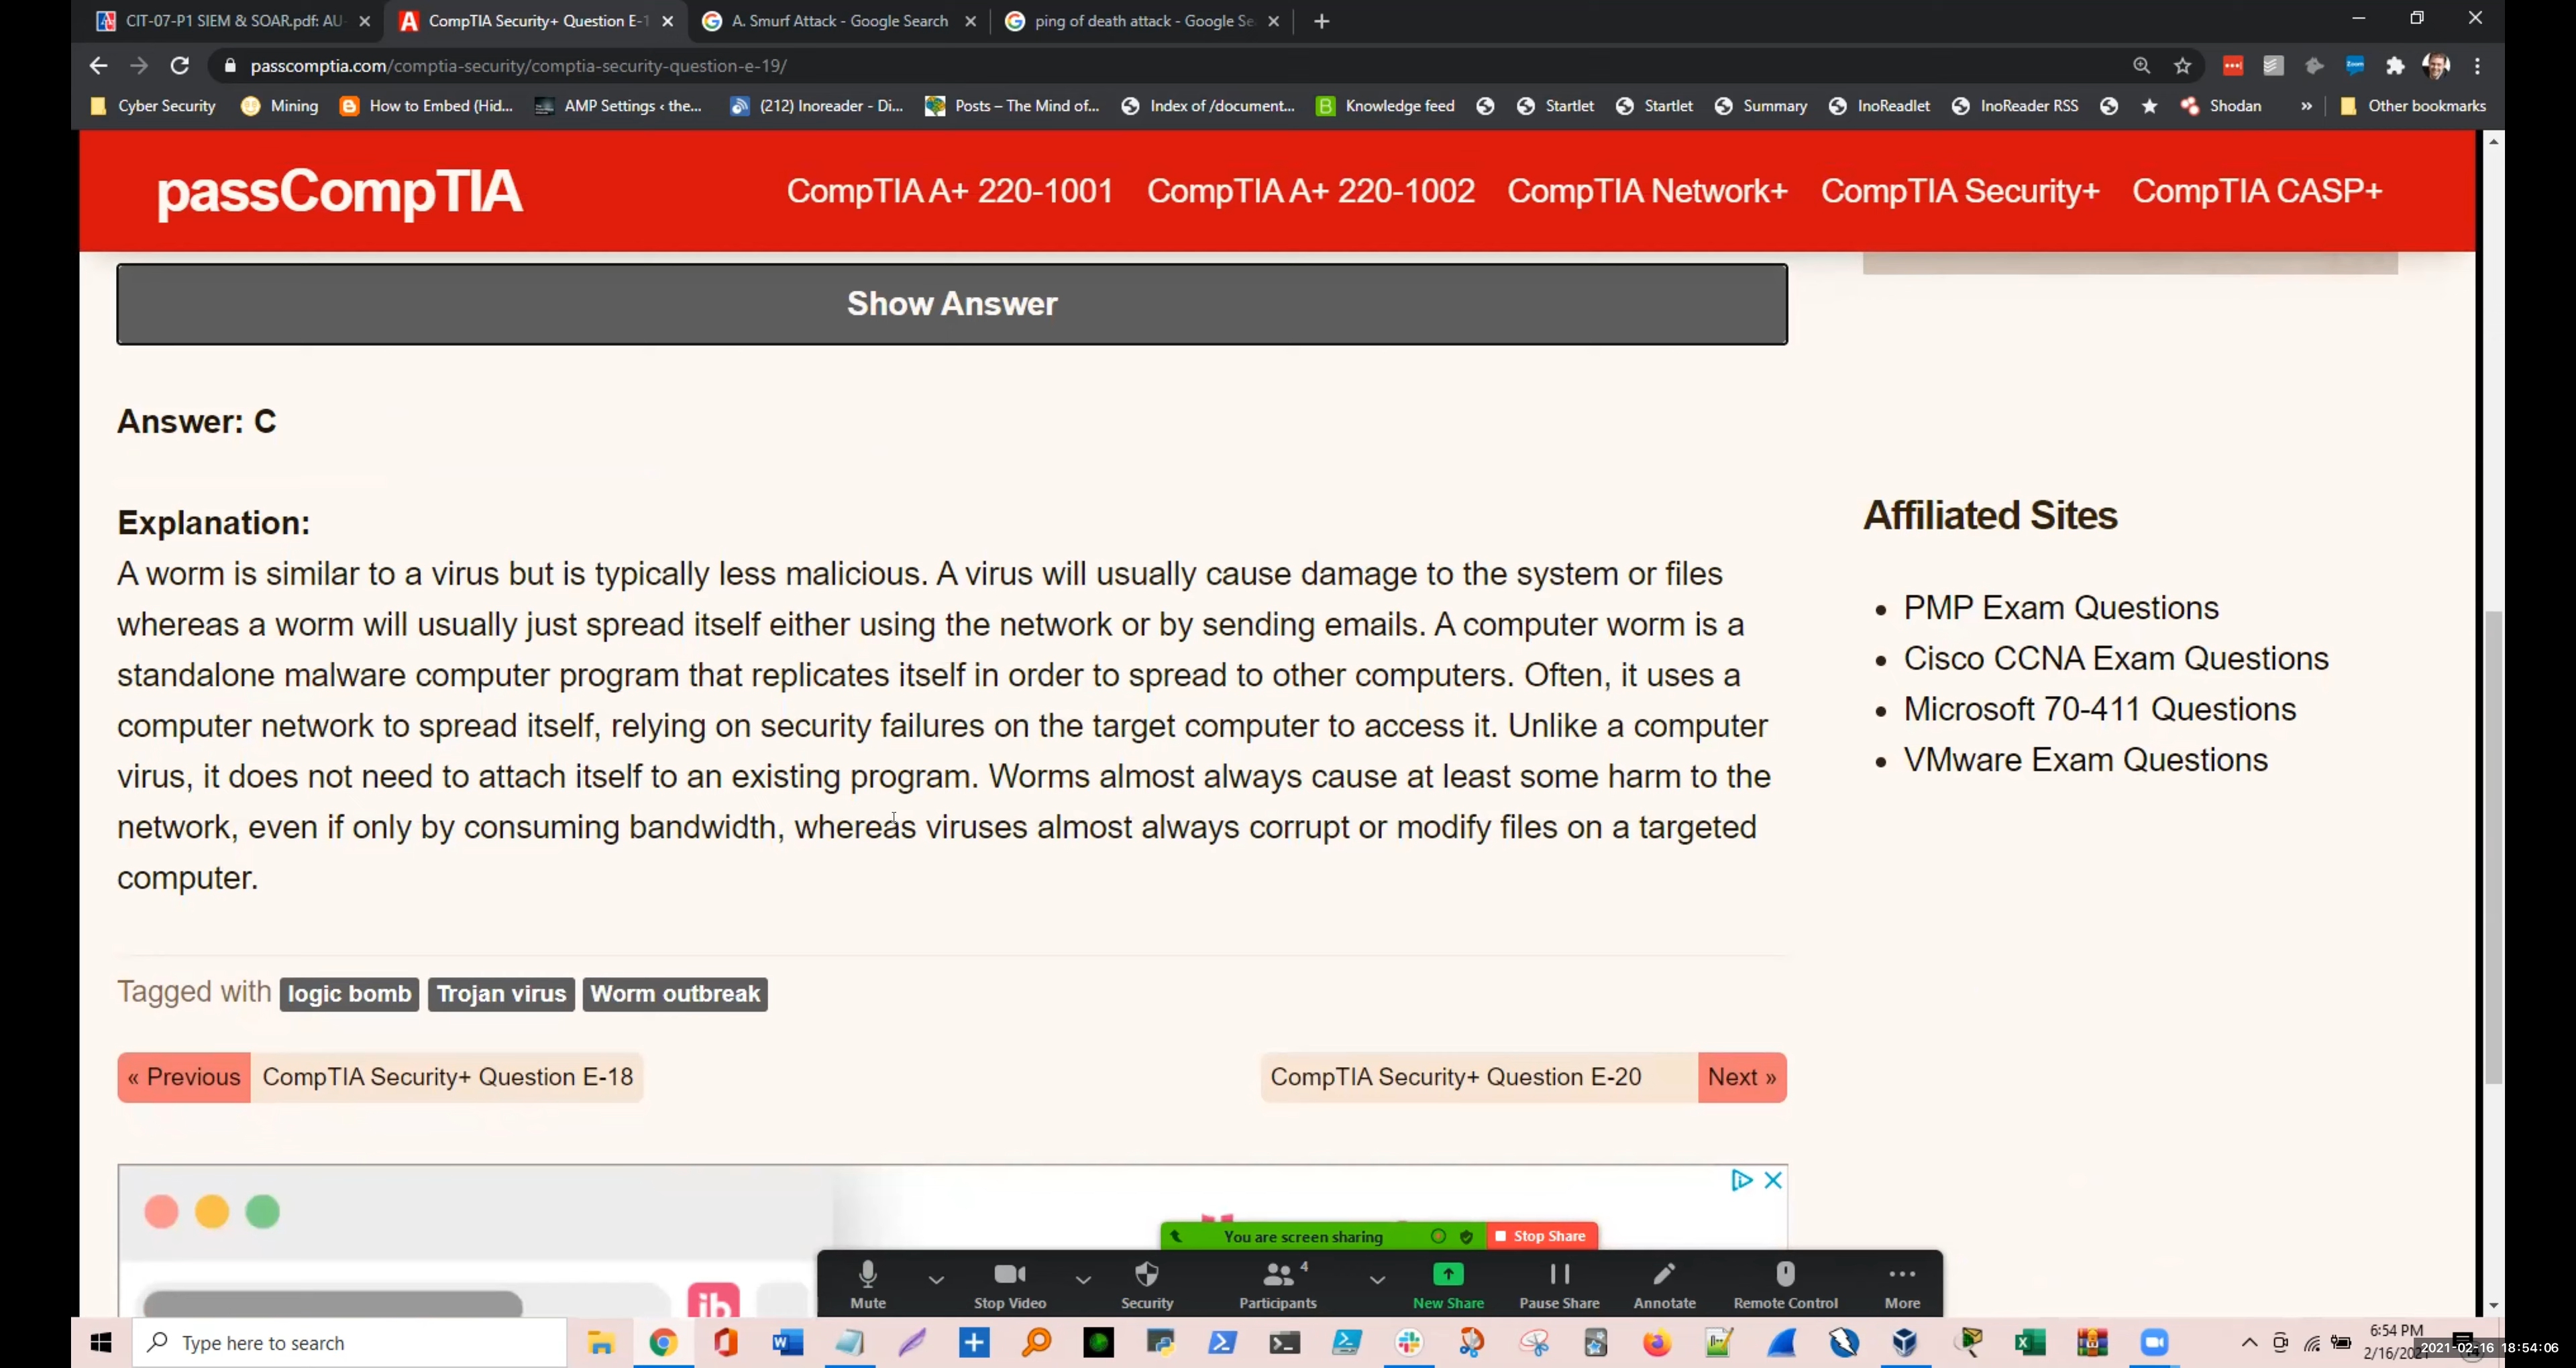 CIT-07-P1 SIEM & SOAR.pdf: AU-
CompTIA Security+ Question E-1
A. Smurf Attack - Google Search
ping of death attack - Google Se
passcomptia.com/comptia-security/comptia-security-question-e-19/
Cyber Security
Mining
How to Embed (Hid...
AMP Settings ‹ the...
(212) Inoreader - Di...
Posts – The Mind of...
Index of /document...
Knowledge feed
Startlet
Startlet
Summary
InoReadlet
InoReader RSS
Shodan
»
Other bookmarks
passCompTIA
CompTIA A+ 220-1001
CompTIA A+ 220-1002
CompTIA Network+
CompTIA Security+
CompTIA CASP+
Show Answer
Answer: C
Explanation:
A worm is similar to a virus but is typically less malicious. A virus will usually cause damage to the system or files
whereas a worm will usually just spread itself either using the network or by sending emails. A computer worm is a
standalone malware computer program that replicates itself in order to spread to other computers. Often, it uses a
computer network to spread itself, relying on security failures on the target computer to access it. Unlike a computer
virus, it does not need to attach itself to an existing program. Worms almost always cause at least some harm to the
network, even if only by consuming bandwidth, whereas viruses almost always corrupt or modify files on a targeted
computer.
Affiliated Sites
• PMP Exam Questions
• Cisco CCNA Exam Questions
• Microsoft 70-411 Questions
• VMware Exam Questions
Tagged with logic bomb Trojan virus Worm outbreak
« Previous CompTIA Security+ Question E-18
CompTIA Security+ Question E-20 Next »
ib
You are screen sharing
Stop Share
Mute
Stop Video
Security
4
Participants
New Share
Pause Share
Annotate
Remote Control
More
Type here to search
6:54 PM
2/16/202
2021-02-16 18:54:06